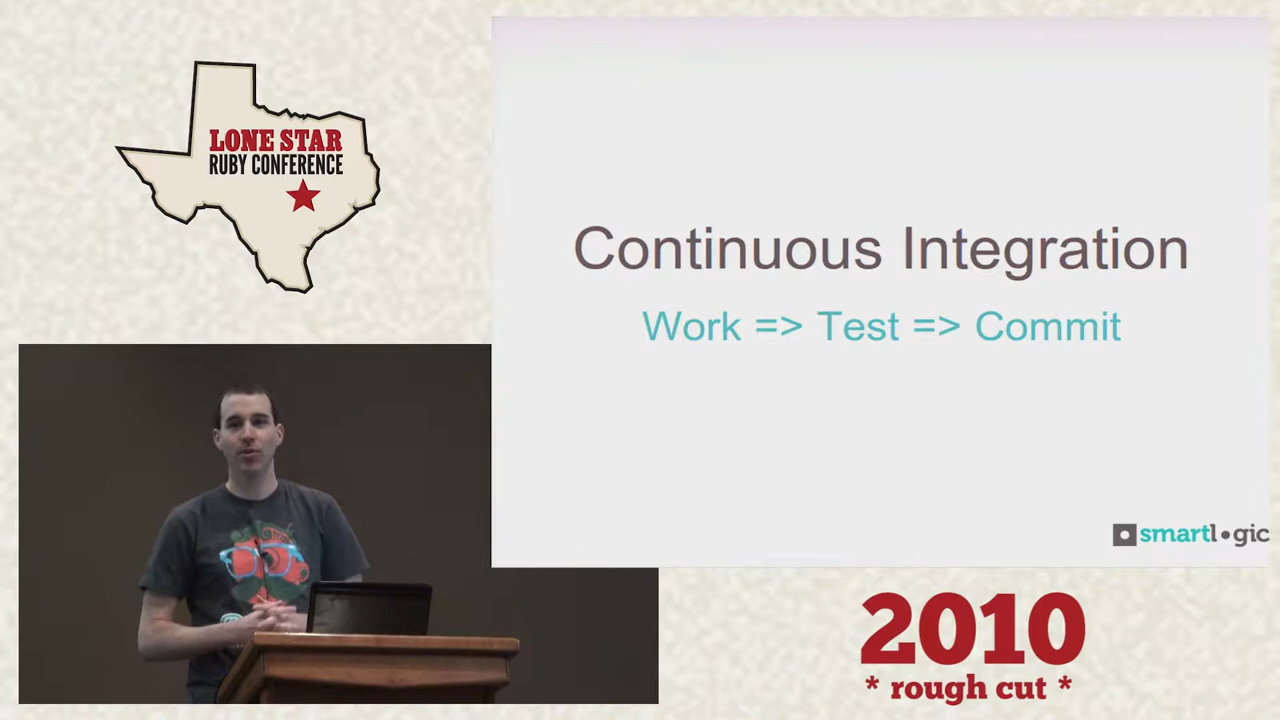 LONE STAR
RUBY CONFERENCE
Continuous Integration
Work => Test => Commit
smartlogic
2010
* rough cut *